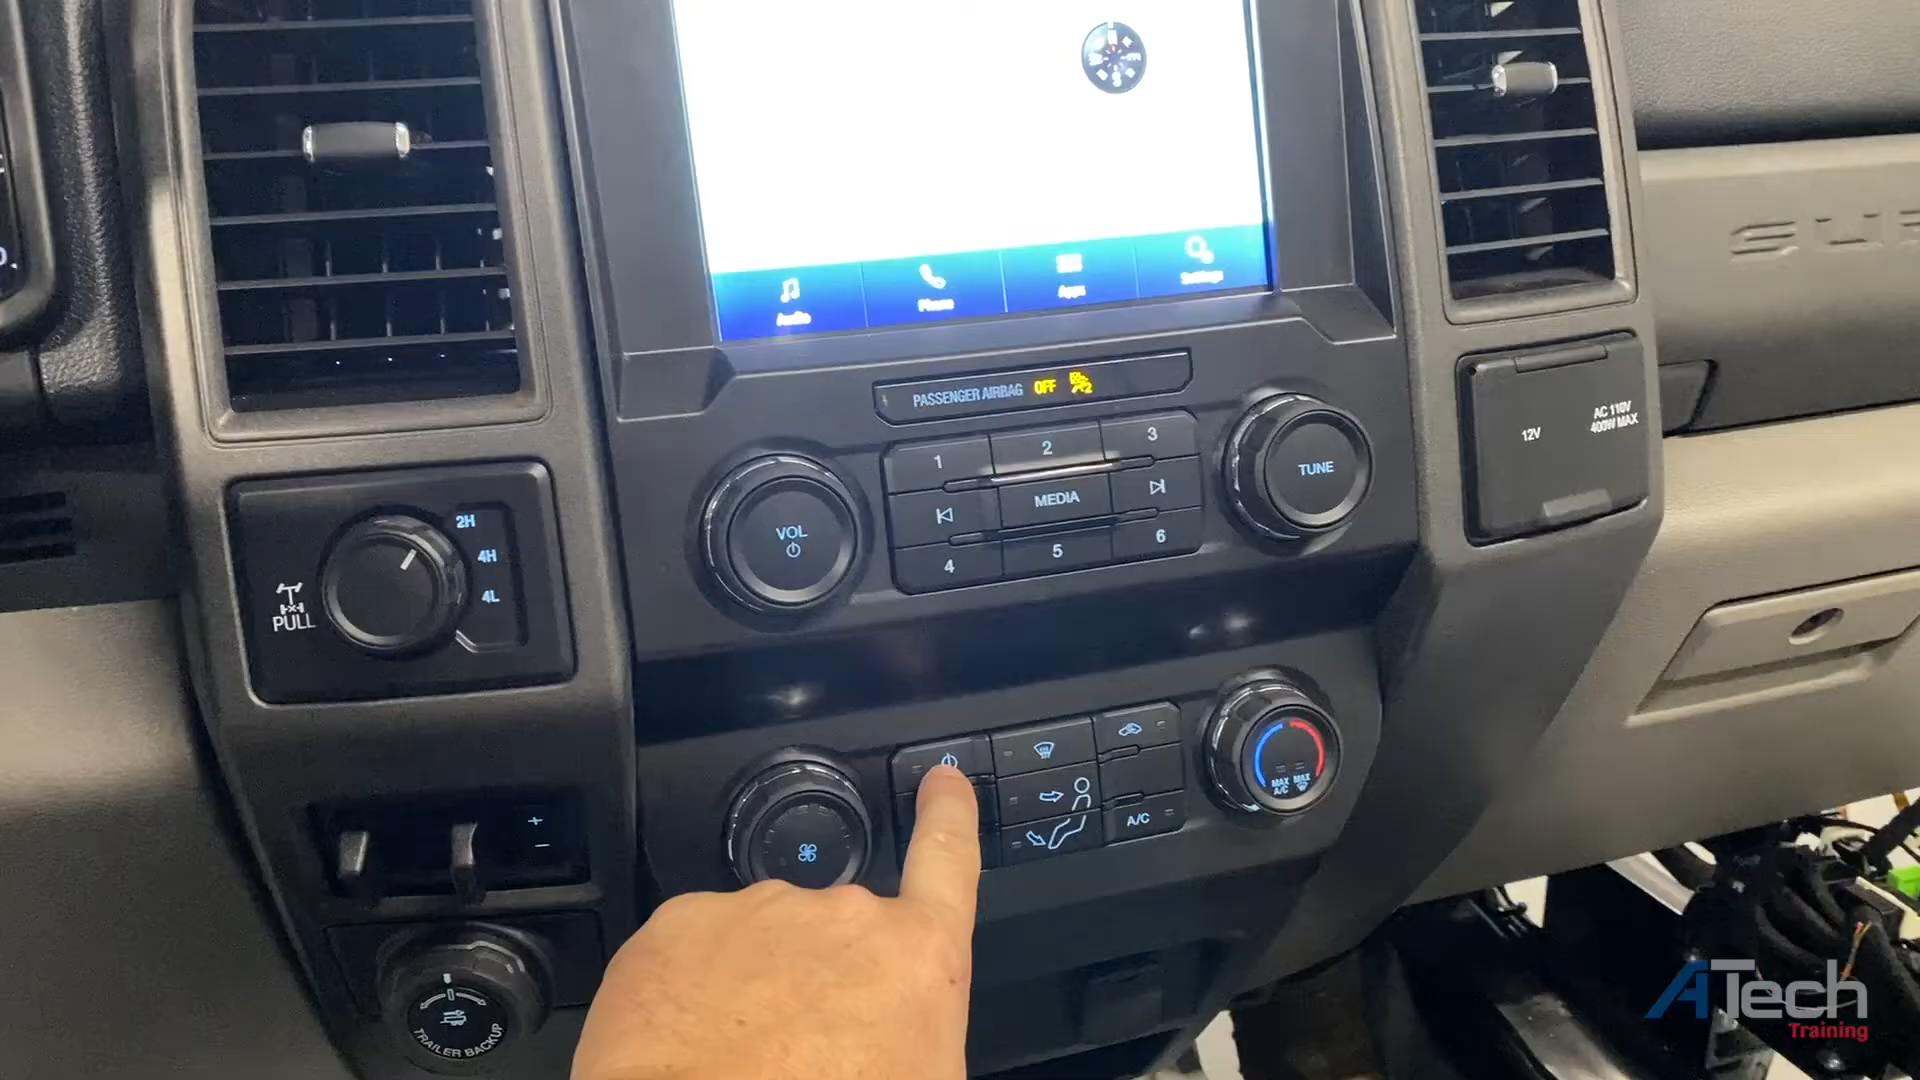 Audio
Phone
Apps
Settings
PASSENGER AIRBAG OFF
2
1
2
3
MEDIA
4
5
6
VOL
TUNE
12V
AC 110V
400W MAX
2H
4H
4L
PULL
A/C
MAX
A/C
MAX
+
−
TRAILER BACKUP
ATech
Training